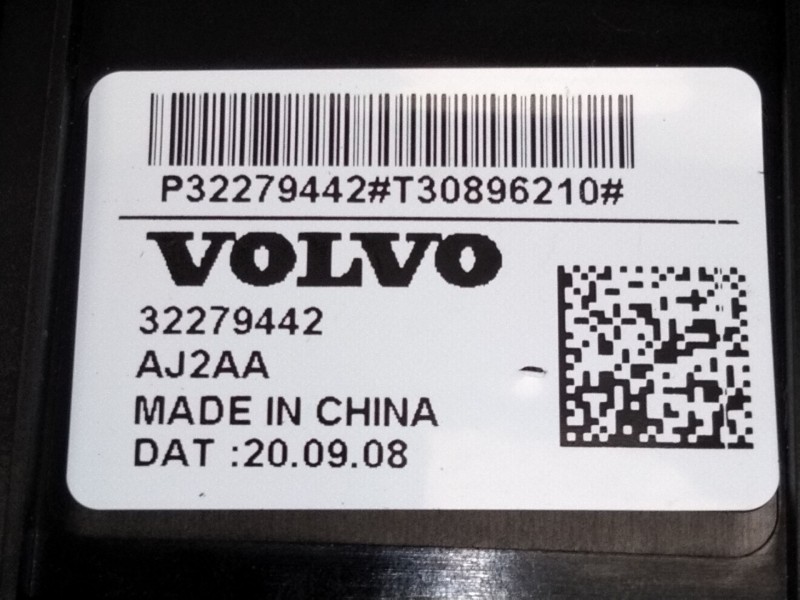 P32279442#T30896210#
VOLVO
32279442
AJ2AA
MADE IN CHINA
DAT :20.09.08